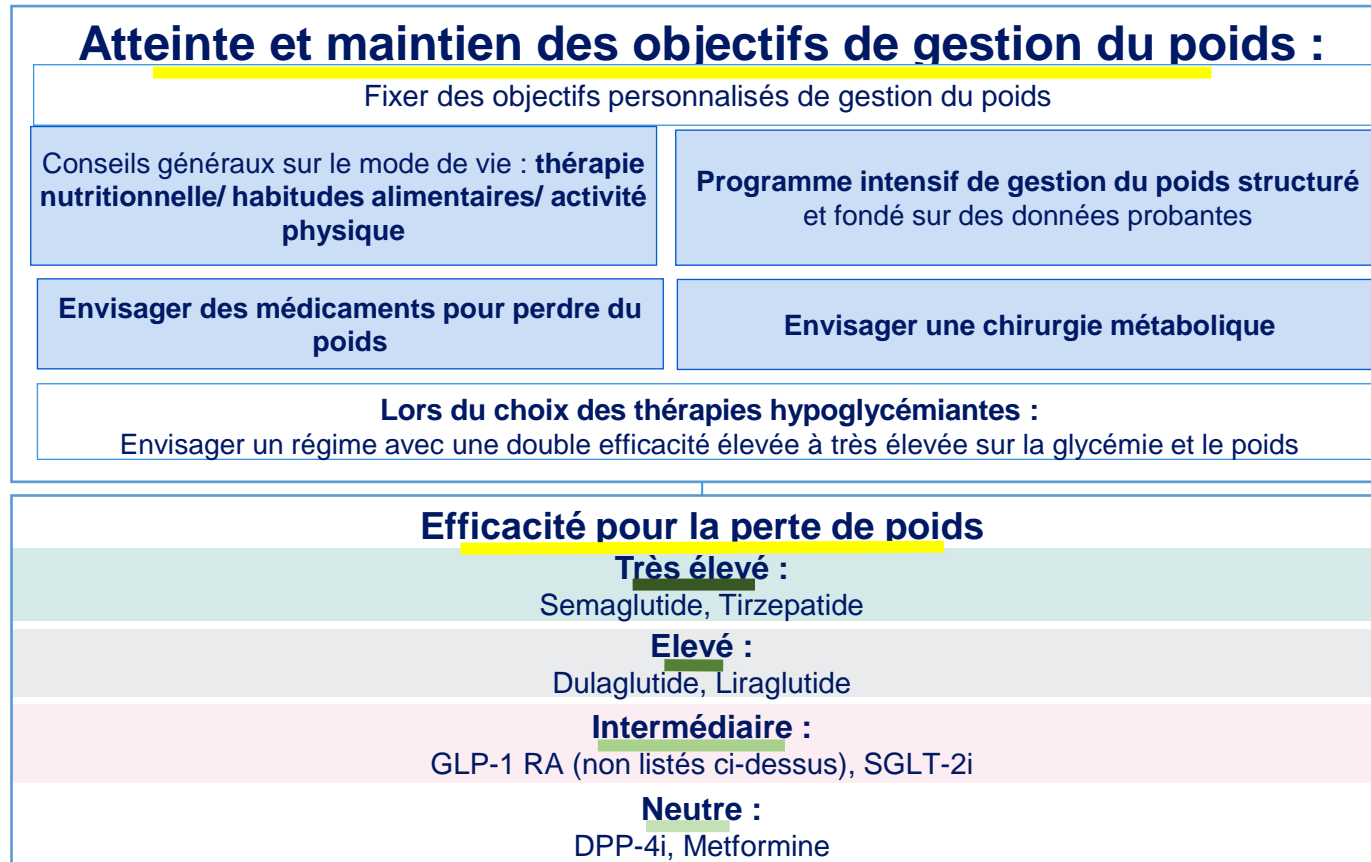 Atteinte et maintien des objectifs de gestion du poids :
Fixer des objectifs personnalisés de gestion du poids
Conseils généraux sur le mode de vie : thérapie
nutritionnelle/ habitudes alimentaires/ activité
physique
Programme intensif de gestion du poids structuré
et fondé sur des données probantes
Envisager des médicaments pour perdre du
poids
Envisager une chirurgie métabolique
Lors du choix des thérapies hypoglycémiantes :
Envisager un régime avec une double efficacité élevée à très élevée sur la glycémie et le poids
Efficacité pour la perte de poids
Très élevé :
Semaglutide, Tirzepatide
Elevé :
Dulaglutide, Liraglutide
Intermédiaire :
GLP-1 RA (non listés ci-dessus), SGLT-2i
Neutre :
DPP-4i, Metformine